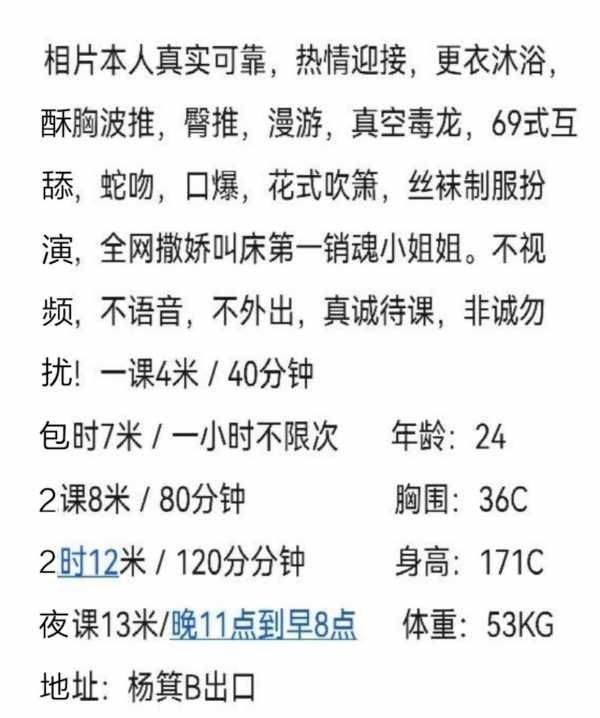 相片本人真实可靠，热情迎接，更衣沐浴，
酥胸波推，臀推，漫游，真空毒龙，69式互
舔，蛇吻，口爆，花式吹箫，丝袜制服扮
演，全网撒娇叫床第一销魂小姐姐。不视
频，不语音，不外出，真诚待课，非诚勿
扰！一课4米 / 40分钟
包时7米 / 一小时不限次 年龄：24
2课8米 / 80分钟 胸围：36C
2时12米 / 120分分钟 身高：171C
夜课13米/晚11点到早8点 体重：53KG
地址：杨箕B出口